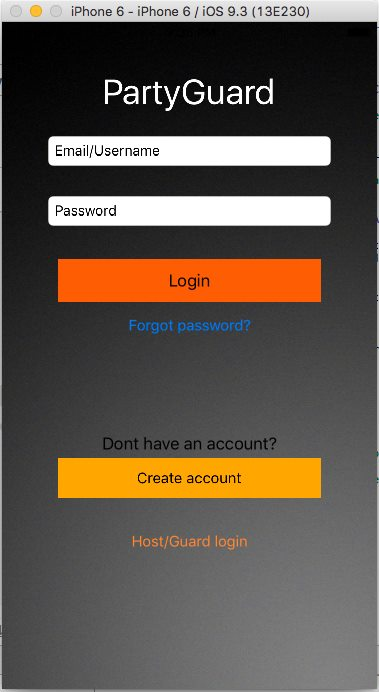 iPhone 6 - iPhone 6 / iOS 9.3 (13E230)
PartyGuard
Email/Username
Password
Login
Forgot password?
Dont have an account?
Create account
Host/Guard login